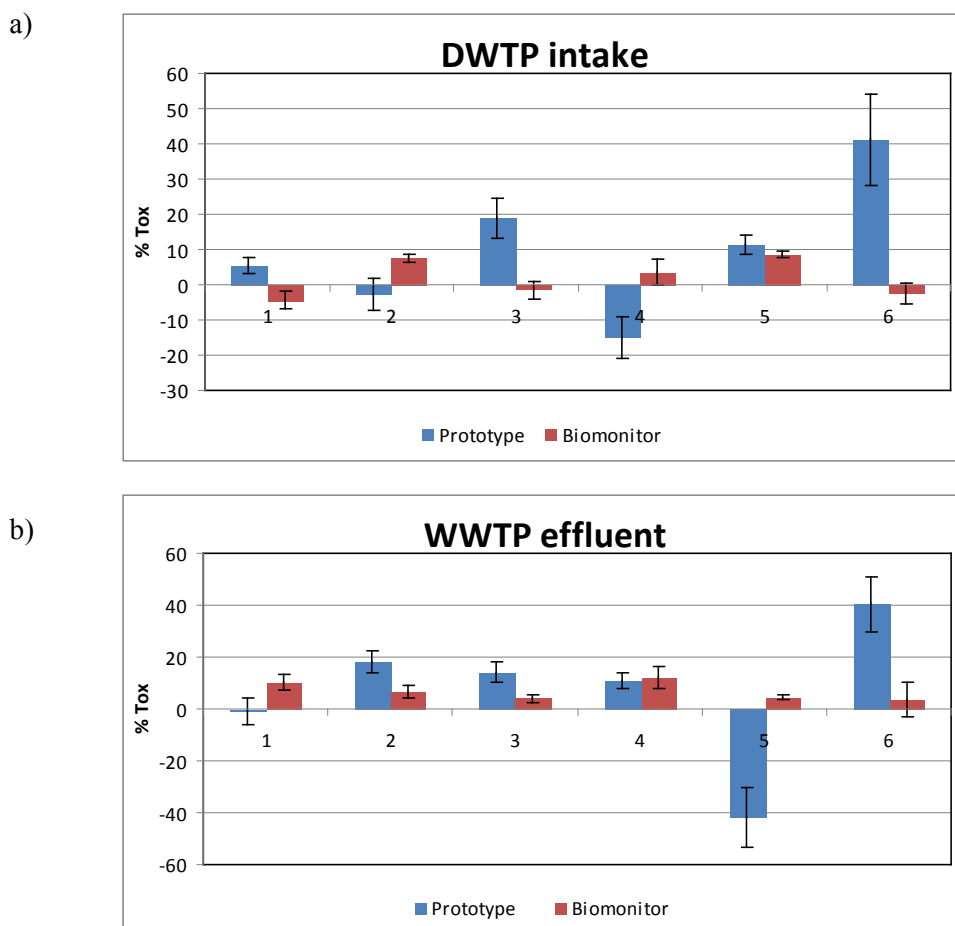 a)
DWTP intake
60
50
40
30
20
10
0
-10
-20
-30
% Tox
1 2 3 4 5 6
Prototype Biomonitor
b)
WWTP effluent
60
40
20
0
-20
-40
-60
% Tox
1 2 3 4 5 6
Prototype Biomonitor